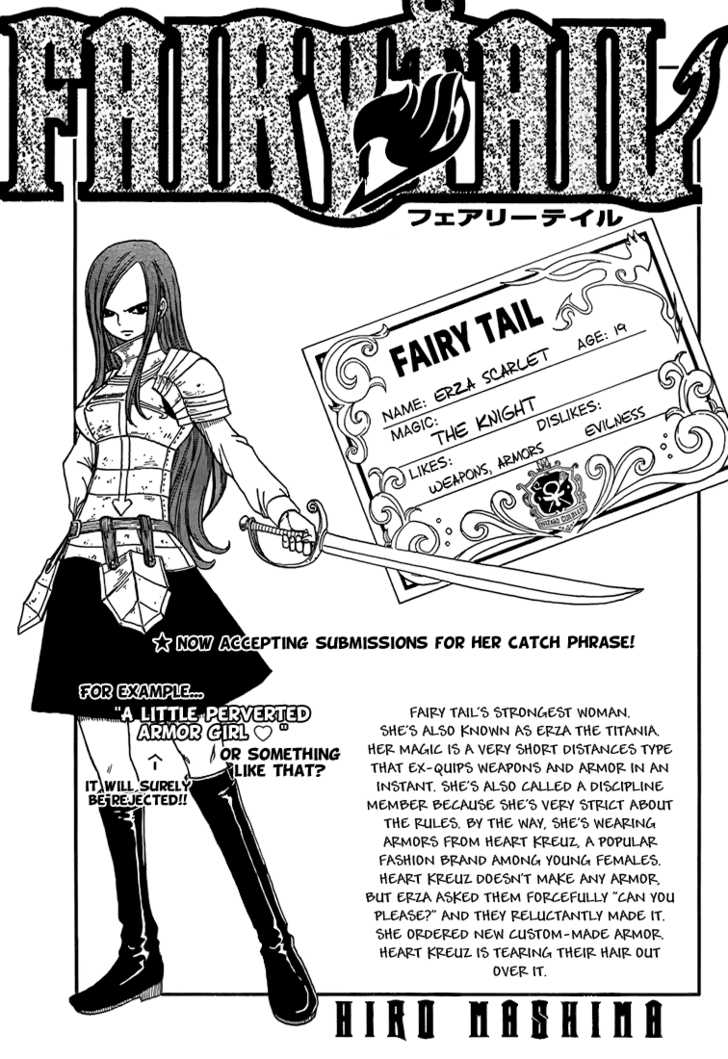 FAIRY TAIL
フェアリーテイル
FAIRY TAIL
NAME: ERZA SCARLET
AGE: 19
MAGIC:
THE KNIGHT
LIKES:
WEAPONS, ARMORS
DISLIKES:
EVILNESS
★ NOW ACCEPTING SUBMISSIONS FOR HER CATCH PHRASE!
FOR EXAMPLE...
"A LITTLE PERVERTED
ARMOR GIRL ♡ "
OR SOMETHING
LIKE THAT?
IT WILL SURELY
BE REJECTED!!
FAIRY TAIL'S STRONGEST WOMAN.
SHE'S ALSO KNOWN AS ERZA THE TITANIA.
HER MAGIC IS A VERY SHORT DISTANCES TYPE
THAT EX-QUIPS WEAPONS AND ARMOR IN AN
INSTANT. SHE'S ALSO CALLED A DISCIPLINE
MEMBER BECAUSE SHE'S VERY STRICT ABOUT
THE RULES. BY THE WAY, SHE'S WEARING
ARMORS FROM HEART KREUZ, A POPULAR
FASHION BRAND AMONG YOUNG FEMALES.
HEART KREUZ DOESN'T MAKE ANY ARMOR,
BUT ERZA ASKED THEM FORCEFULLY "CAN YOU
PLEASE?" AND THEY RELUCTANTLY MADE IT.
SHE ORDERED NEW CUSTOM-MADE ARMOR.
HEART KREUZ IS TEARING THEIR HAIR OUT
OVER IT.
HIRO MASHIMA